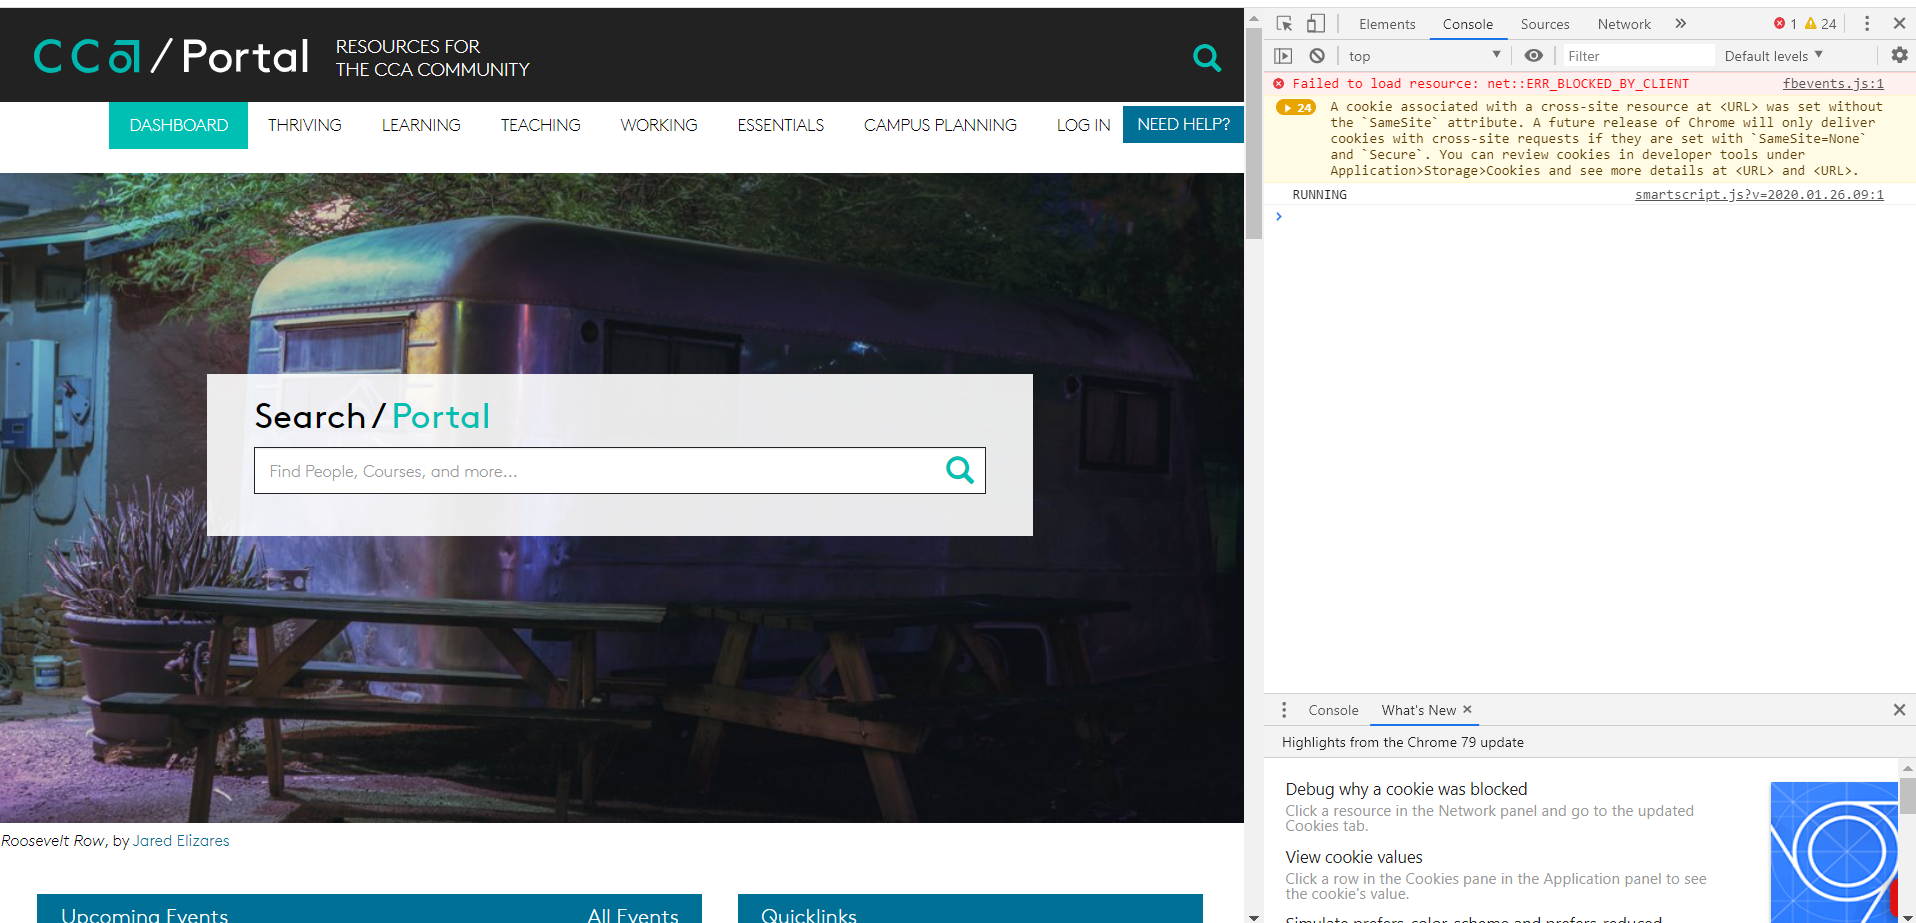 CCA / Portal
RESOURCES FOR
THE CCA COMMUNITY
DASHBOARD THRIVING LEARNING TEACHING WORKING ESSENTIALS CAMPUS PLANNING LOG IN NEED HELP?
Search / Portal
Find People, Courses, and more...
Roosevelt Row, by Jared Elizares
Upcoming Events All Events
Quicklinks
Elements Console Sources Network » 1 24
top Filter Default levels
Failed to load resource: net::ERR_BLOCKED_BY_CLIENT fbevents.js:1
24 A cookie associated with a cross-site resource at <URL> was set without
the `SameSite` attribute. A future release of Chrome will only deliver
cookies with cross-site requests if they are set with `SameSite=None`
and `Secure`. You can review cookies in developer tools under
Application>Storage>Cookies and see more details at <URL> and <URL>.
RUNNING smartscript.js?v=2020.01.26.09:1
Console What's New
Highlights from the Chrome 79 update
Debug why a cookie was blocked
Click a resource in the Network panel and go to the updated
Cookies tab.
View cookie values
Click a row in the Cookies pane in the Application panel to see
the cookie's value.
Simulate prefers-color-scheme and prefers-reduced